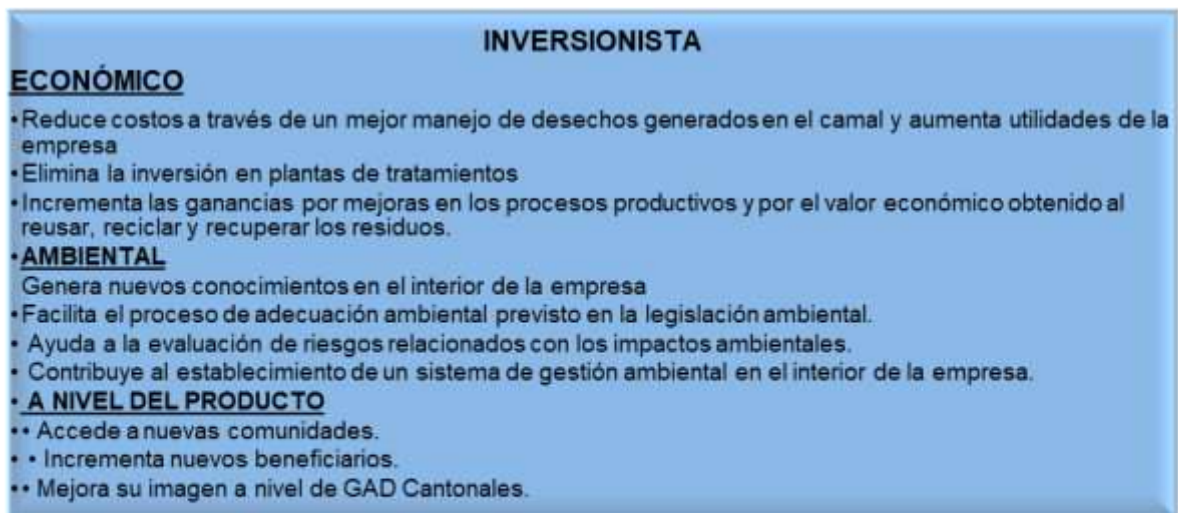 INVERSIONISTA
ECONÓMICO
•Reduce costos a través de un mejor manejo de desechos generados en el camal y aumenta utilidades de la
empresa
•Elimina la inversión en plantas de tratamientos
•Incrementa las ganancias por mejoras en los procesos productivos y por el valor económico obtenido al
reusar, reciclar y recuperar los residuos.
•AMBIENTAL
Genera nuevos conocimientos en el interior de la empresa
•Facilita el proceso de adecuación ambiental previsto en la legislación ambiental.
• Ayuda a la evaluación de riesgos relacionados con los impactos ambientales.
• Contribuye al establecimiento de un sistema de gestión ambiental en el interior de la empresa.
• A NIVEL DEL PRODUCTO
•• Accede a nuevas comunidades.
• • Incrementa nuevos beneficiarios.
•• Mejora su imagen a nivel de GAD Cantonales.